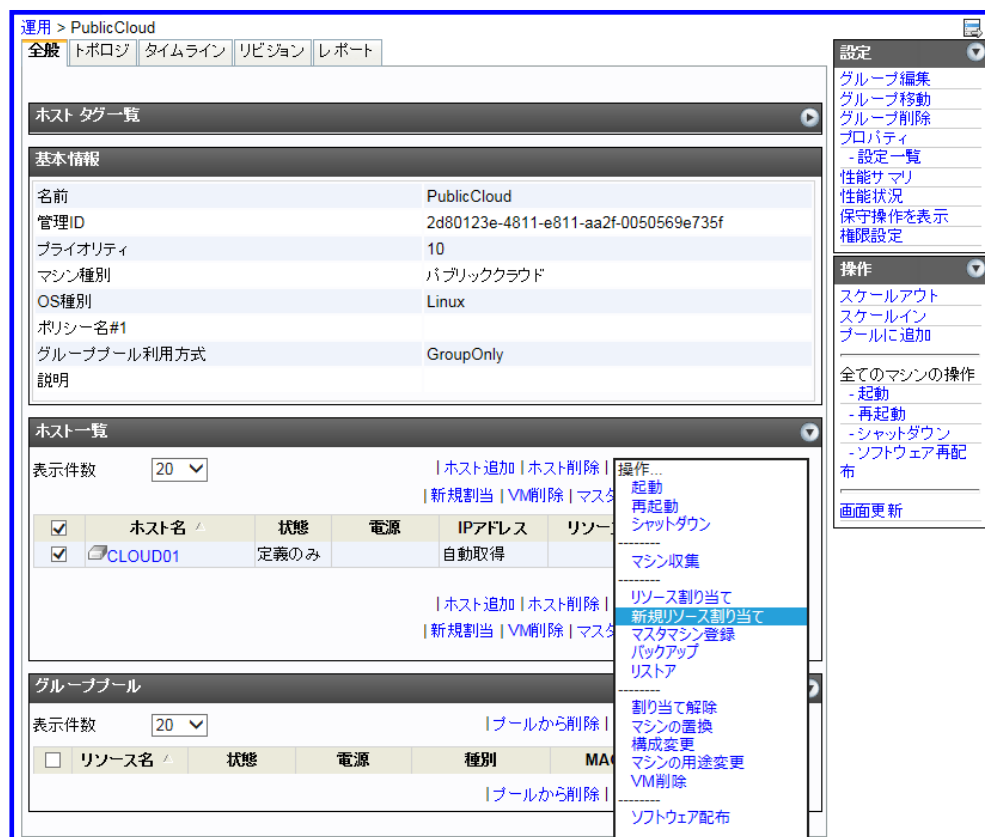 運用 > PublicCloud
全般 トポロジ タイムライン リビジョン レポート
ホスト タグ一覧
基本情報
名前 PublicCloud
管理ID 2d80123e-4811-e811-aa2f-0050569e735f
プライオリティ 10
マシン種別 パブリッククラウド
OS種別 Linux
ポリシー名#1
グループプール利用方式 GroupOnly
説明
ホスト一覧
表示件数 20 |ホスト追加|ホスト削除|
|新規割当|VM削除|マスタ
ホスト名 状態 電源 IPアドレス リソー
CLOUD01 定義のみ 自動取得
|ホスト追加|ホスト削除|
|新規割当|VM削除|マスタ
操作...
起動
再起動
シャットダウン
--------
マシン収集
--------
リソース割り当て
新規リソース割り当て
マスタマシン登録
バックアップ
リストア
--------
割り当て解除
マシンの置換
構成変更
マシンの用途変更
VM削除
--------
ソフトウェア配布
グループプール
表示件数 20 |プールから削除|
リソース名 状態 電源 種別 MA
|プールから削除|
設定
グループ編集
グループ移動
グループ削除
プロパティ
- 設定一覧
性能サマリ
性能状況
保守操作を表示
権限設定
操作
スケールアウト
スケールイン
プールに追加
全てのマシンの操作
- 起動
- 再起動
- シャットダウン
- ソフトウェア再配
布
画面更新